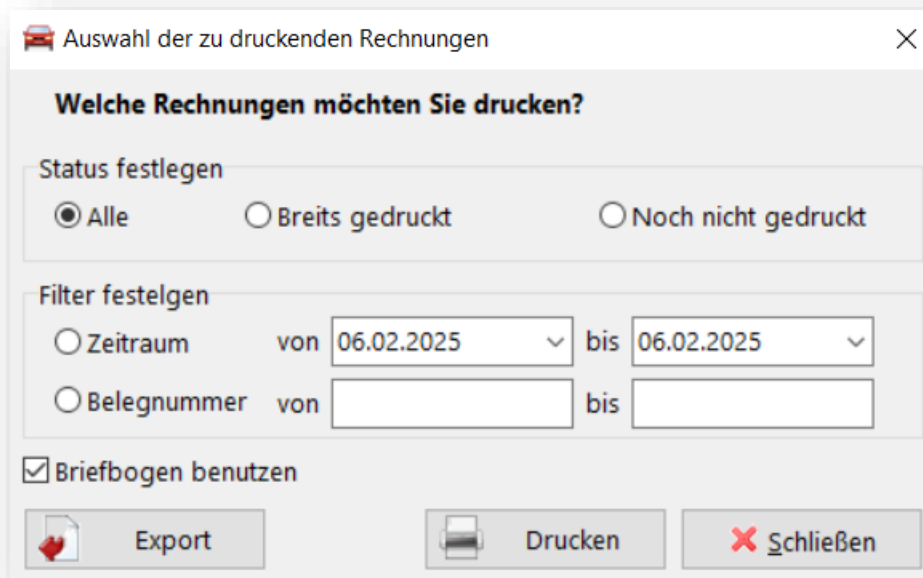 Auswahl der zu druckenden Rechnungen
Welche Rechnungen möchten Sie drucken?
Status festlegen
Alle Breits gedruckt Noch nicht gedruckt
Filter festelgen
Zeitraum von 06.02.2025 bis 06.02.2025
Belegnummer von bis
Briefbogen benutzen
Export Drucken Schließen